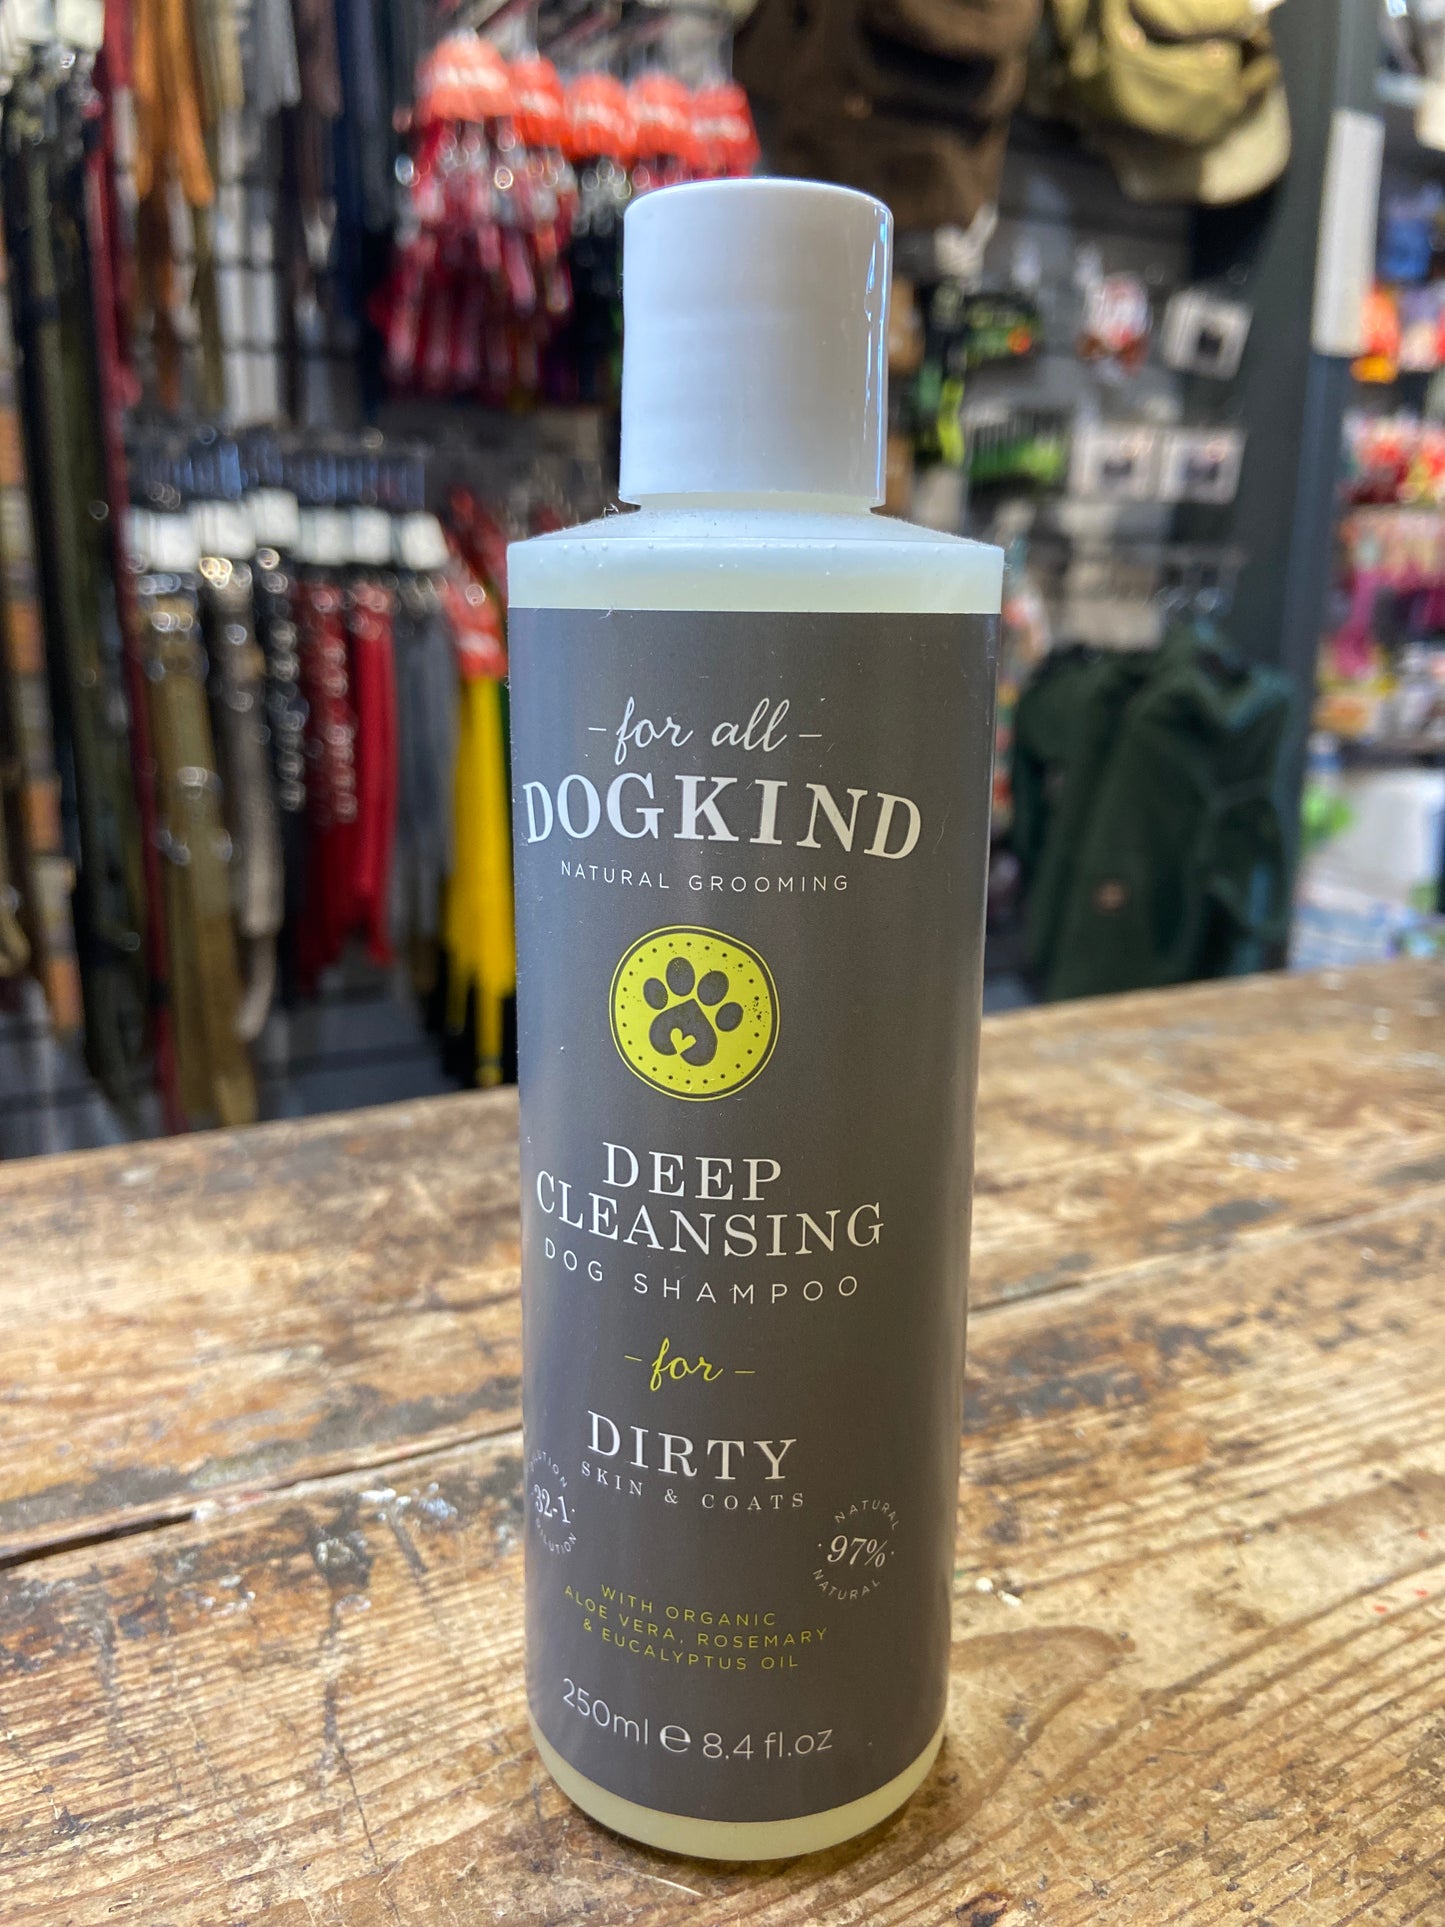 - for all -
DOGKIND
NATURAL GROOMING
DEEP
CLEANSING
DOG SHAMPOO
- for -
DIRTY
SKIN & COATS
32-1
NATURAL
· 97% ·
NATURAL
WITH ORGANIC
ALOE VERA, ROSEMARY
& EUCALYPTUS OIL
250ml e 8.4 fl.oz